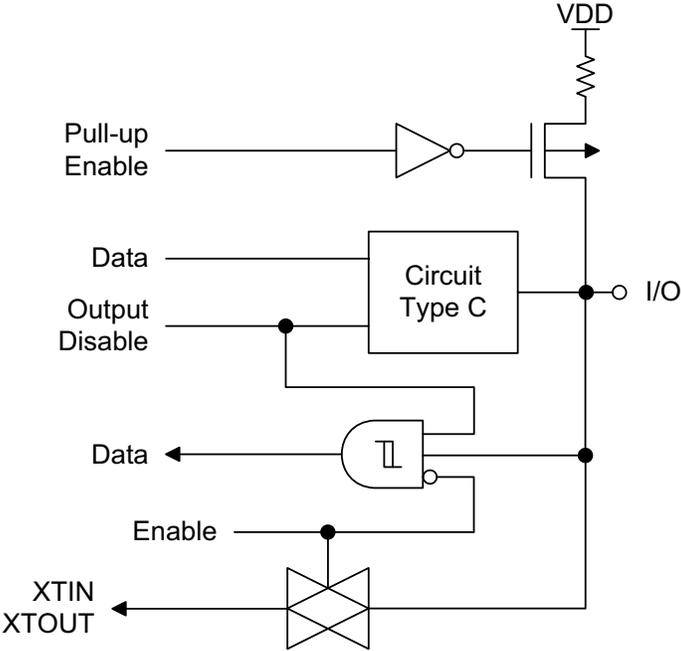 VDD
Pull-up
Enable
Data
Circuit
Type C
Output
Disable
I/O
Data
Enable
XTIN
XTOUT